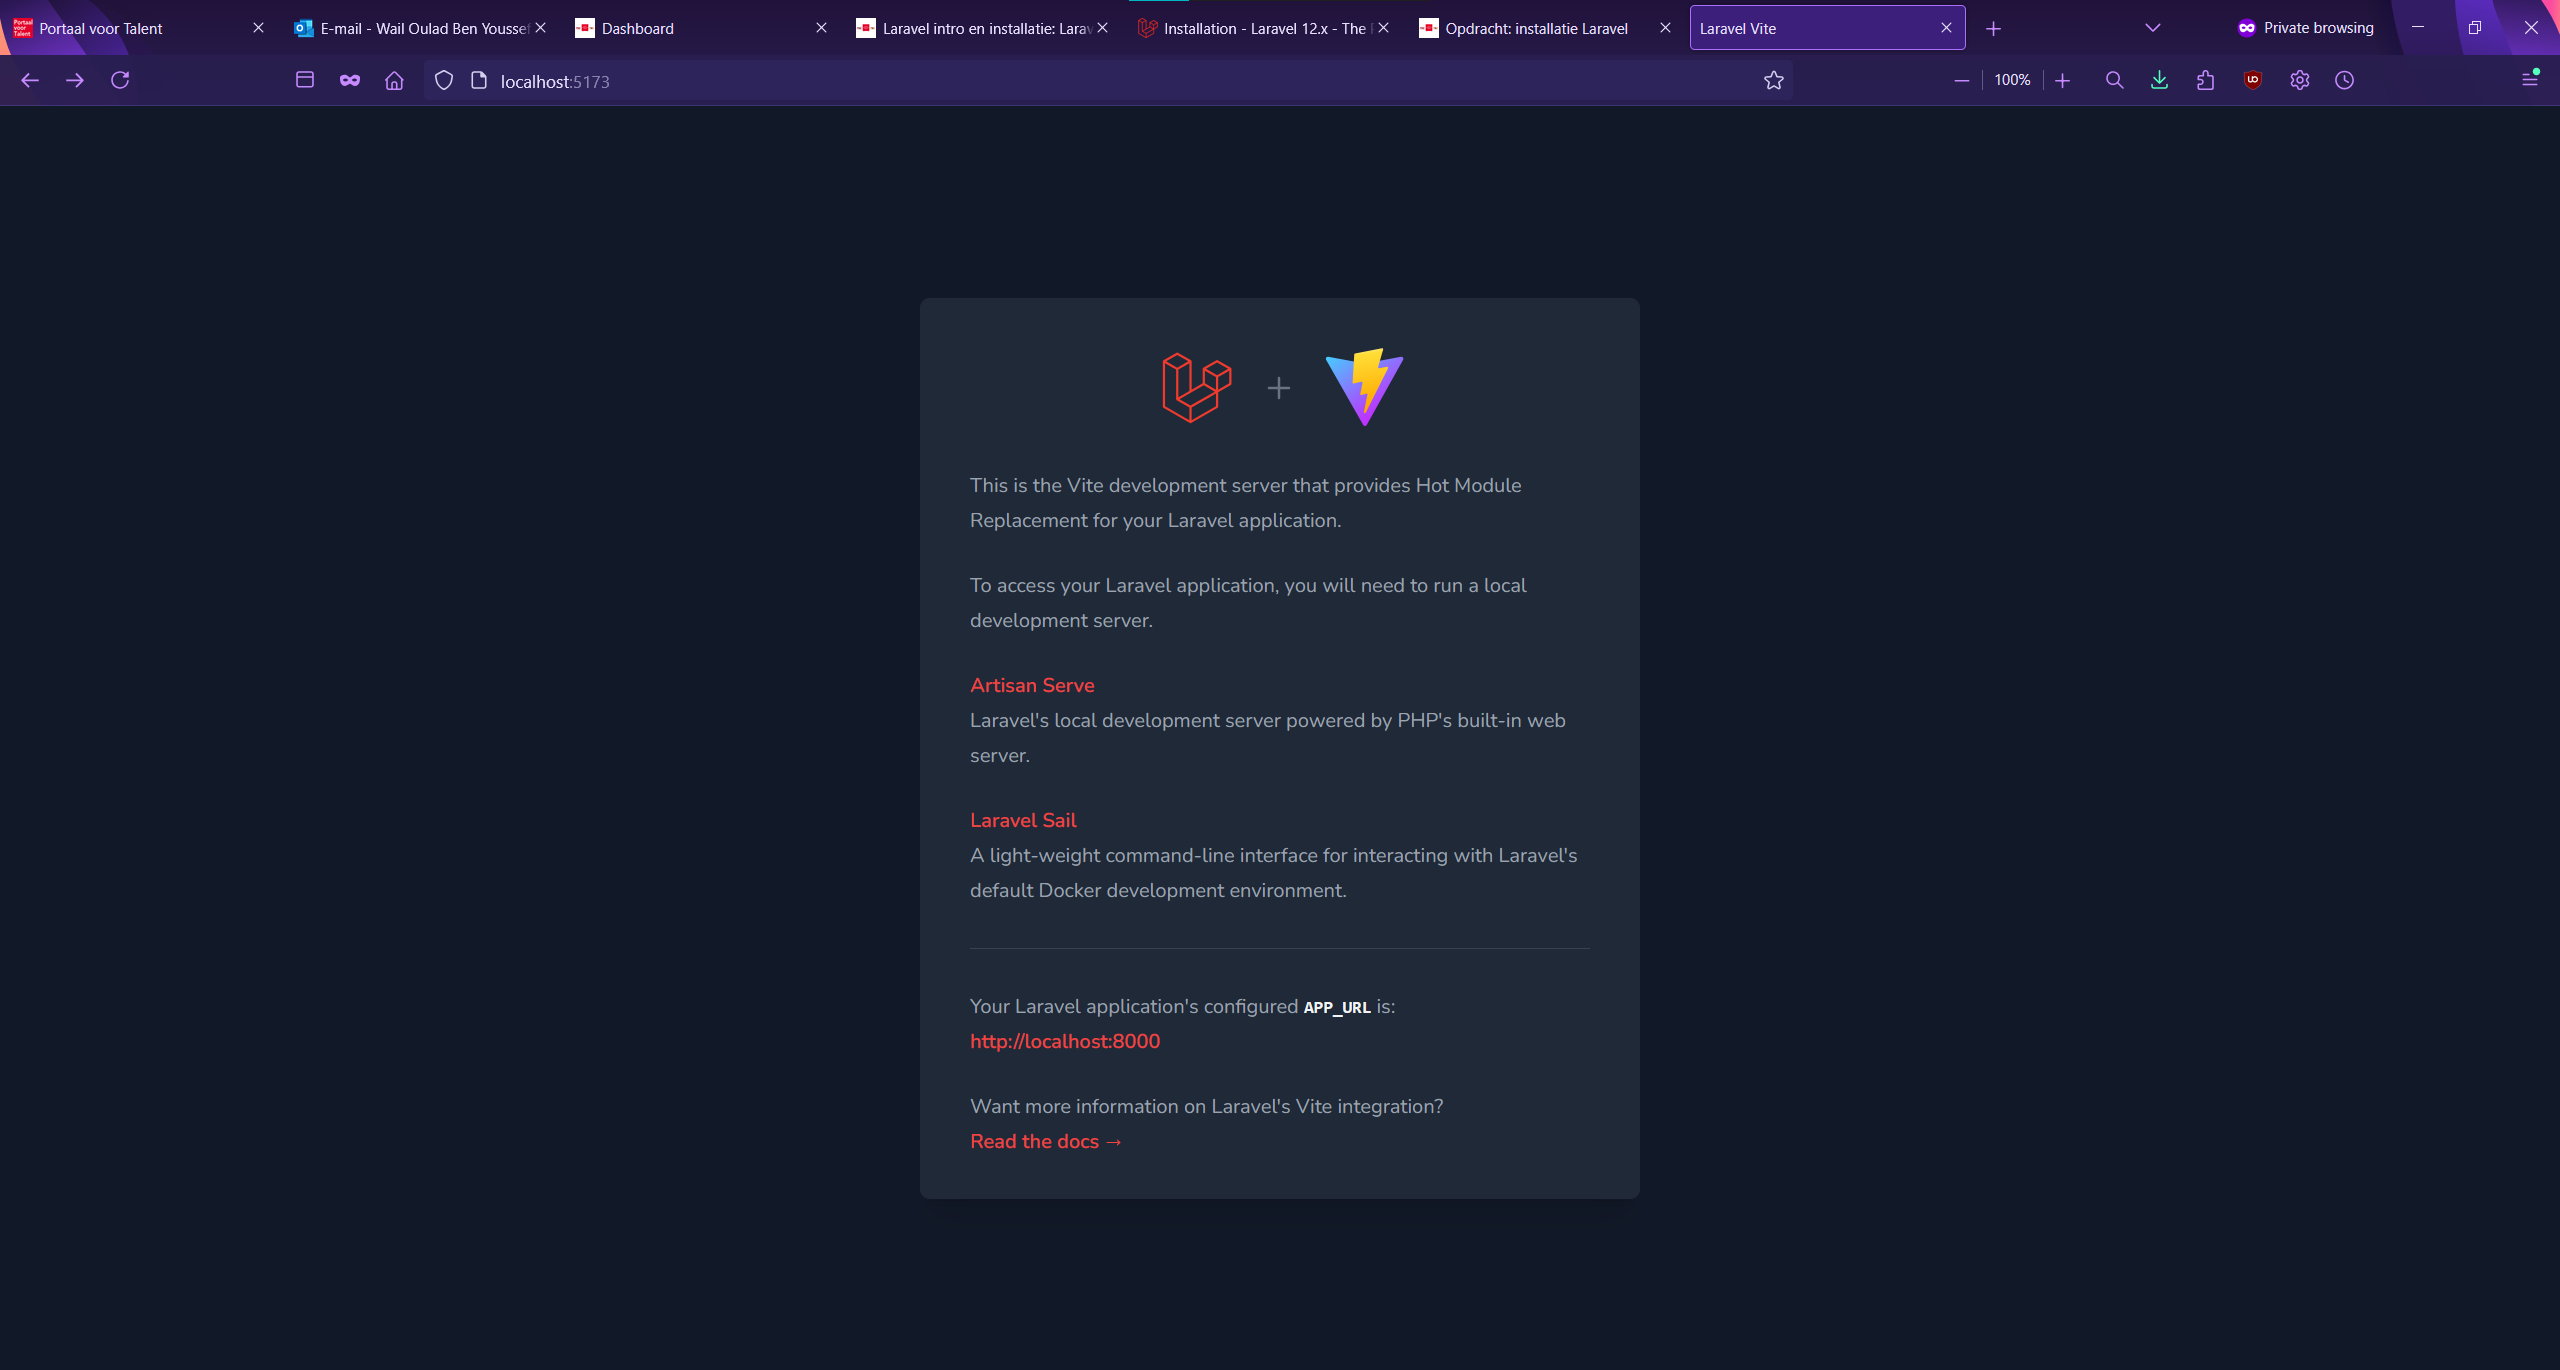 Portaal voor Talent
E-mail - Wail Oulad Ben Yousse
Dashboard
Laravel intro en installatie: Larav
Installation - Laravel 12.x - The
Opdracht: installatie Laravel
Laravel Vite
Private browsing
localhost:5173
100%
This is the Vite development server that provides Hot Module
Replacement for your Laravel application.
To access your Laravel application, you will need to run a local
development server.
Artisan Serve
Laravel's local development server powered by PHP's built-in web
server.
Laravel Sail
A light-weight command-line interface for interacting with Laravel's
default Docker development environment.
Your Laravel application's configured APP_URL is:
http://localhost:8000
Want more information on Laravel's Vite integration?
Read the docs →